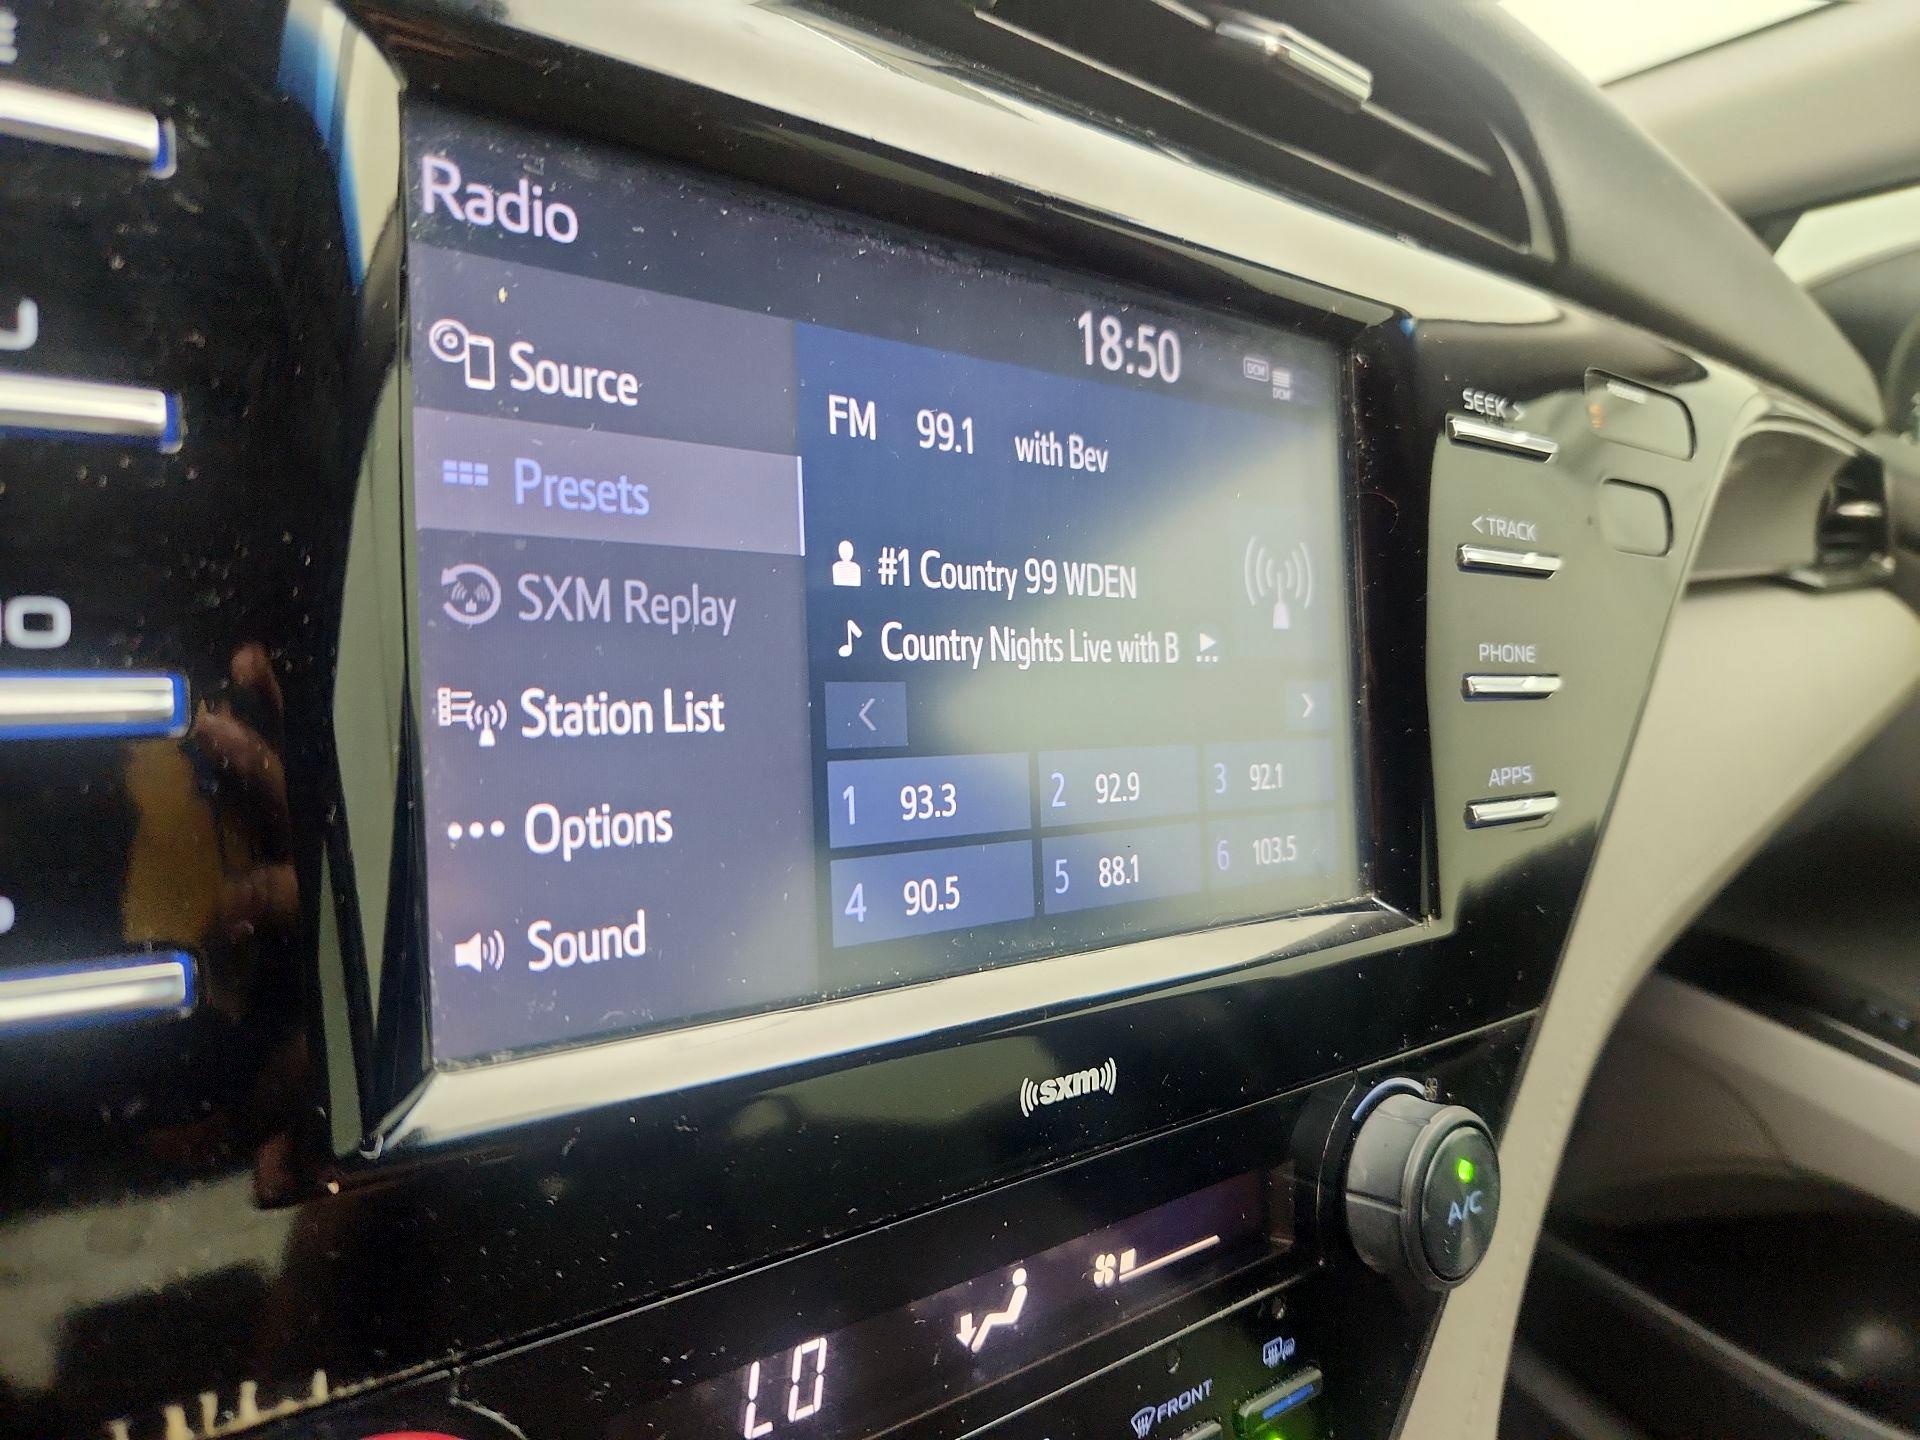 Radio
18:50
DCM
DCM
Source
Presets
SXM Replay
Station List
Options
Sound
FM 99.1 with Bev
#1 Country 99 WDEN
Country Nights Live with B
1 93.3
2 92.9
3 92.1
4 90.5
5 88.1
6 103.5
SEEK >
< TRACK
PHONE
APPS
sxm
A/C
LO
FRONT